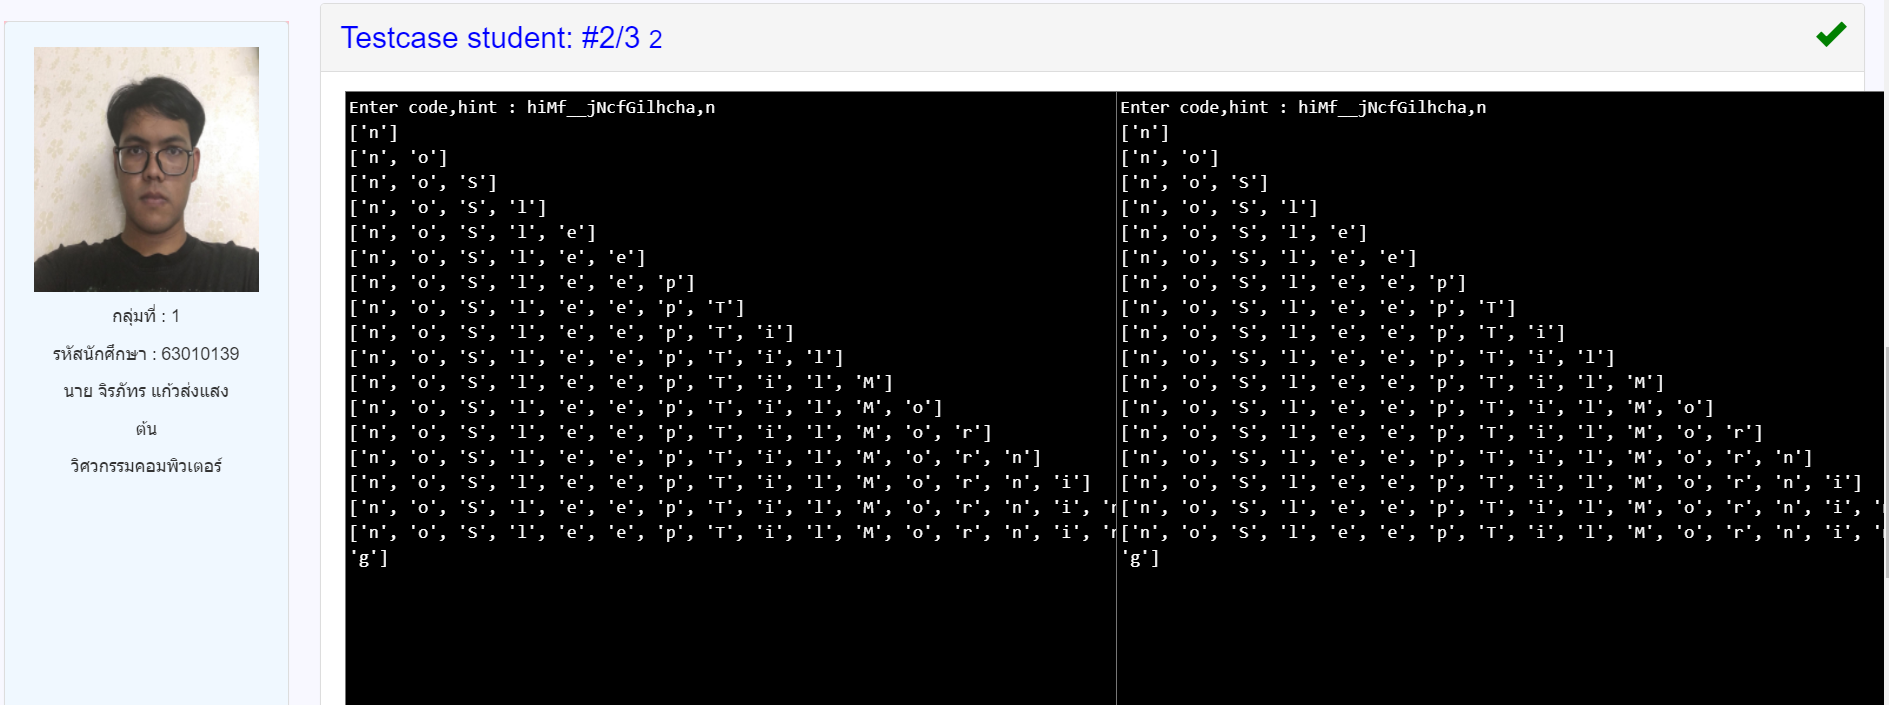 Testcase student: #2/3 2
กลุ่มที่ : 1
รหัสนักศึกษา : 63010139
นาย จิรภัทร แก้วส่งแสง
ต้น
วิศวกรรมคอมพิวเตอร์
Enter code,hint : hiMf__jNcfGilhcha,n
['n']
['n', 'o']
['n', 'o', 'S']
['n', 'o', 'S', 'l']
['n', 'o', 'S', 'l', 'e']
['n', 'o', 'S', 'l', 'e', 'e']
['n', 'o', 'S', 'l', 'e', 'e', 'p']
['n', 'o', 'S', 'l', 'e', 'e', 'p', 'T']
['n', 'o', 'S', 'l', 'e', 'e', 'p', 'T', 'i']
['n', 'o', 'S', 'l', 'e', 'e', 'p', 'T', 'i', 'l']
['n', 'o', 'S', 'l', 'e', 'e', 'p', 'T', 'i', 'l', 'M']
['n', 'o', 'S', 'l', 'e', 'e', 'p', 'T', 'i', 'l', 'M', 'o']
['n', 'o', 'S', 'l', 'e', 'e', 'p', 'T', 'i', 'l', 'M', 'o', 'r']
['n', 'o', 'S', 'l', 'e', 'e', 'p', 'T', 'i', 'l', 'M', 'o', 'r', 'n']
['n', 'o', 'S', 'l', 'e', 'e', 'p', 'T', 'i', 'l', 'M', 'o', 'r', 'n', 'i']
['n', 'o', 'S', 'l', 'e', 'e', 'p', 'T', 'i', 'l', 'M', 'o', 'r', 'n', 'i',
['n', 'o', 'S', 'l', 'e', 'e', 'p', 'T', 'i', 'l', 'M', 'o', 'r', 'n', 'i',
'g']
Enter code,hint : hiMf__jNcfGilhcha,n
['n']
['n', 'o']
['n', 'o', 'S']
['n', 'o', 'S', 'l']
['n', 'o', 'S', 'l', 'e']
['n', 'o', 'S', 'l', 'e', 'e']
['n', 'o', 'S', 'l', 'e', 'e', 'p']
['n', 'o', 'S', 'l', 'e', 'e', 'p', 'T']
['n', 'o', 'S', 'l', 'e', 'e', 'p', 'T', 'i']
['n', 'o', 'S', 'l', 'e', 'e', 'p', 'T', 'i', 'l']
['n', 'o', 'S', 'l', 'e', 'e', 'p', 'T', 'i', 'l', 'M']
['n', 'o', 'S', 'l', 'e', 'e', 'p', 'T', 'i', 'l', 'M', 'o']
['n', 'o', 'S', 'l', 'e', 'e', 'p', 'T', 'i', 'l', 'M', 'o', 'r']
['n', 'o', 'S', 'l', 'e', 'e', 'p', 'T', 'i', 'l', 'M', 'o', 'r', 'n']
['n', 'o', 'S', 'l', 'e', 'e', 'p', 'T', 'i', 'l', 'M', 'o', 'r', 'n', 'i']
['n', 'o', 'S', 'l', 'e', 'e', 'p', 'T', 'i', 'l', 'M', 'o', 'r', 'n', 'i',
['n', 'o', 'S', 'l', 'e', 'e', 'p', 'T', 'i', 'l', 'M', 'o', 'r', 'n', 'i',
'g']